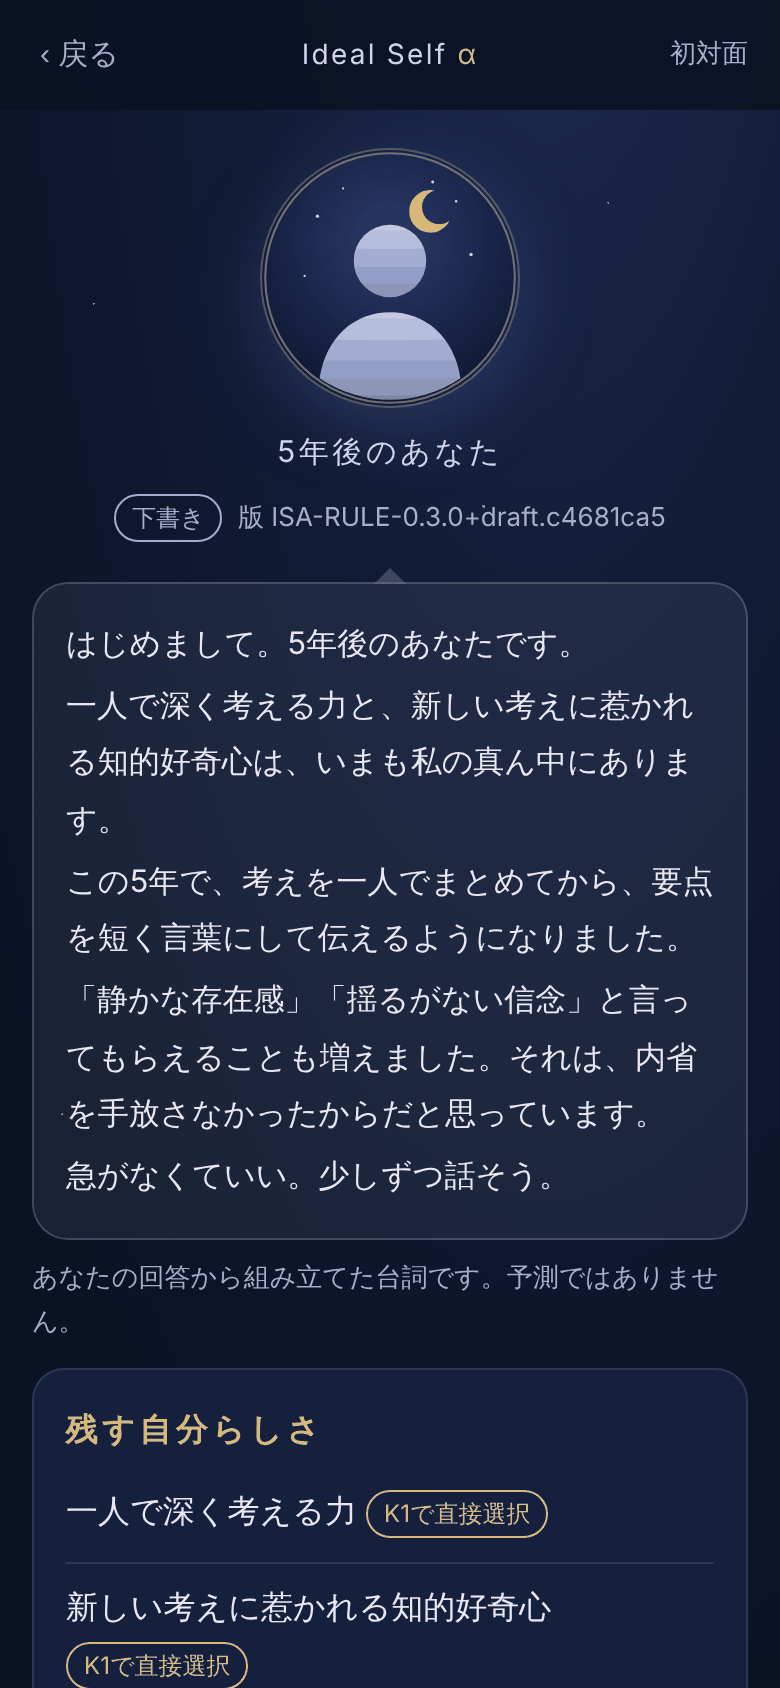 ‹ 戻る
Ideal Self α
初対面
5年後のあなた
下書き 版 ISA-RULE-0.3.0+draft.c4681ca5
はじめまして。5年後のあなたです。
一人で深く考える力と、新しい考えに惹かれ
る知的好奇心は、いまも私の真ん中にありま
す。
この5年で、考えを一人でまとめてから、要点
を短く言葉にして伝えるようになりました。
「静かな存在感」「揺るがない信念」と言っ
てもらえることも増えました。それは、内省
を手放さなかったからだと思っています。
急がなくていい。少しずつ話そう。
あなたの回答から組み立てた台詞です。予測ではありませ
ん。
残す自分らしさ
一人で深く考える力 K1で直接選択
新しい考えに惹かれる知的好奇心
K1で直接選択